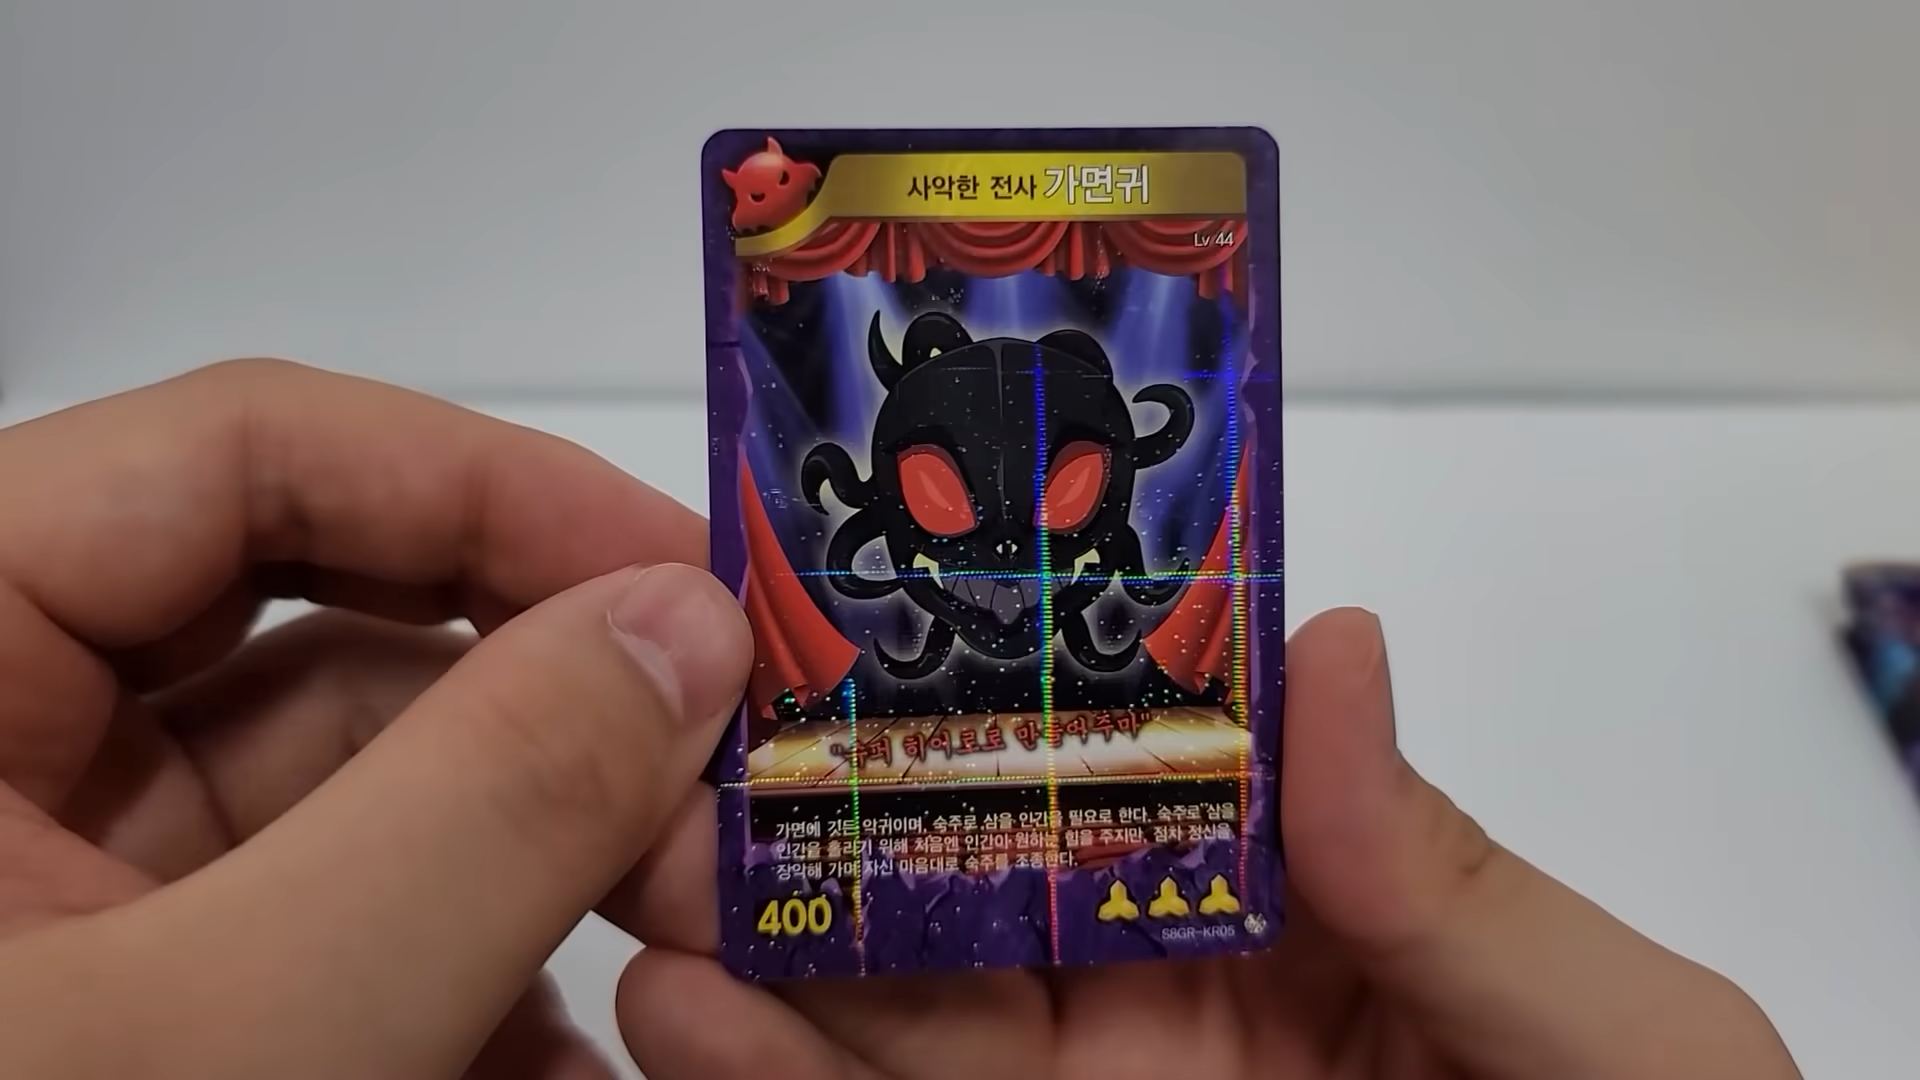 사악한 전사 가면귀
Lv 44
"슈퍼 히어로로 만들어주마"
가면에 깃든 악귀이며, 숙주로 삼을 인간을 필요로 한다. 숙주로 삼을
인간을 홀리기 위해 처음엔 인간이 원하는 힘을 주지만, 점차 정신을
장악해 가며 자신 마음대로 숙주를 조종한다.
400
S8GR-KR05